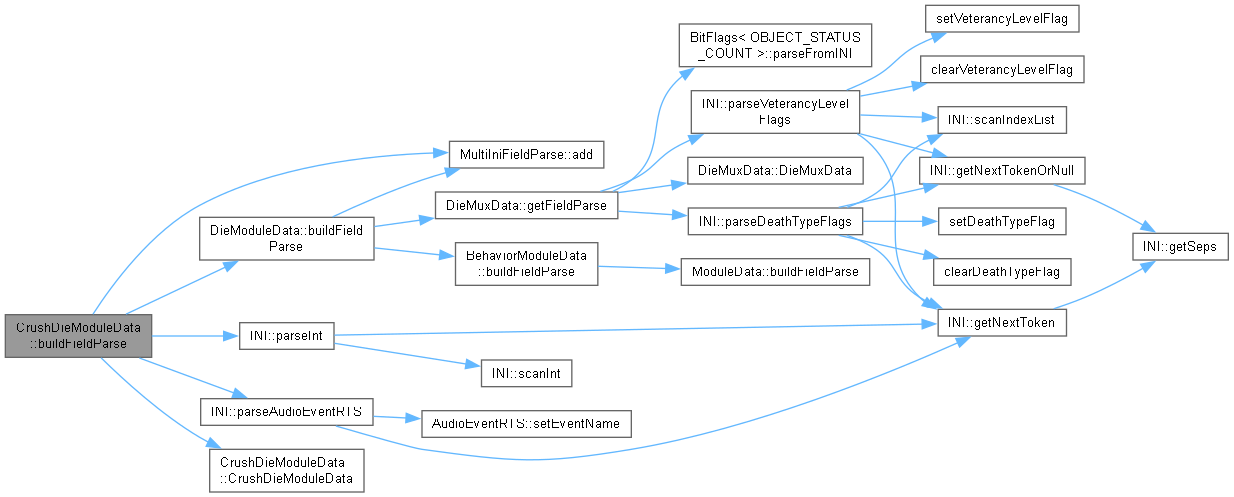 CrushDieModuleData
::buildFieldParse
MultiIniFieldParse::add
DieModuleData::buildField
Parse
DieMuxData::getFieldParse
BitFlags< OBJECT_STATUS
_COUNT >::parseFromINI
INI::parseVeterancyLevel
Flags
setVeterancyLevelFlag
clearVeterancyLevelFlag
INI::scanIndexList
INI::getNextTokenOrNull
DieMuxData::DieMuxData
INI::parseDeathTypeFlags
setDeathTypeFlag
clearDeathTypeFlag
INI::getSeps
BehaviorModuleData
::buildFieldParse
ModuleData::buildFieldParse
INI::getNextToken
INI::parseInt
INI::scanInt
INI::parseAudioEventRTS
AudioEventRTS::setEventName
CrushDieModuleData
::CrushDieModuleData